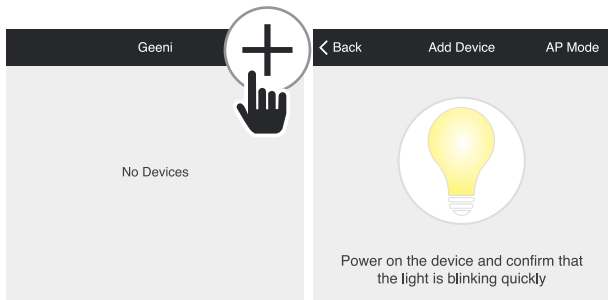 Geeni
No Devices
Back Add Device AP Mode
Power on the device and confirm that
the light is blinking quickly